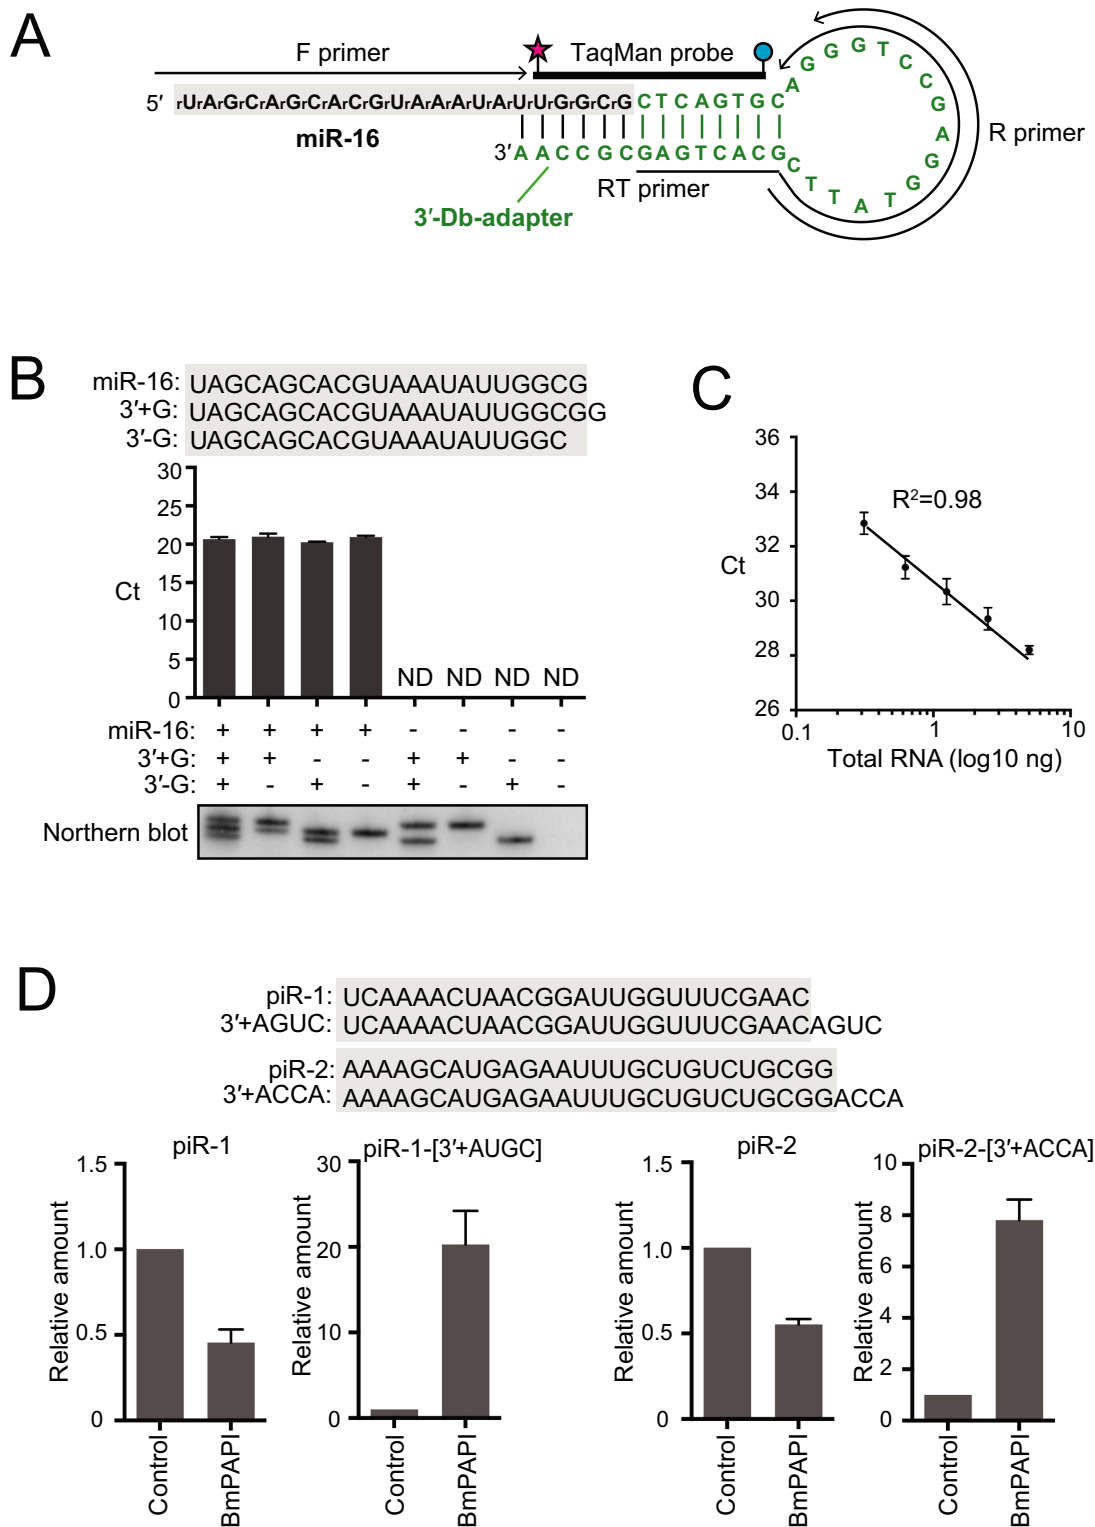 A
F primer
TaqMan probe
5′ rUrArGrCrArGrCrArCrGrUrArArArUrArUrUrGrGrCrG CTCAGTGC AGGGTCCGAGGTATTC
miR-16
3′ AACCGCGAGTCACG
R primer
RT primer
3′-Db-adapter
B
miR-16: UAGCAGCACGUAAAUAUUGGCG
3′+G: UAGCAGCACGUAAAUAUUGGCGG
3′-G: UAGCAGCACGUAAAUAUUGGC
30
25
20
15
10
5
0
Ct
ND ND ND ND
miR-16: + + + + - - - -
3′+G: + + - - + + - -
3′-G: + - + - + - + -
Northern blot
C
36
34
32
30
28
26
Ct
R²=0.98
0.1 1 10
Total RNA (log10 ng)
D
piR-1: UCAAAACUAACGGAUUGGUUUCGAAC
3′+AGUC: UCAAAACUAACGGAUUGGUUUCGAACAGUC
piR-2: AAAAGCAUGAGAAUUUGCUGUCUGCGG
3′+ACCA: AAAAGCAUGAGAAUUUGCUGUCUGCGGACCA
piR-1
Relative amount
1.5
1.0
0.5
0
Control
BmPAPI
piR-1-[3′+AUGC]
Relative amount
30
20
10
0
Control
BmPAPI
piR-2
Relative amount
1.5
1.0
0.5
0
Control
BmPAPI
piR-2-[3′+ACCA]
Relative amount
10
8
6
4
2
0
Control
BmPAPI